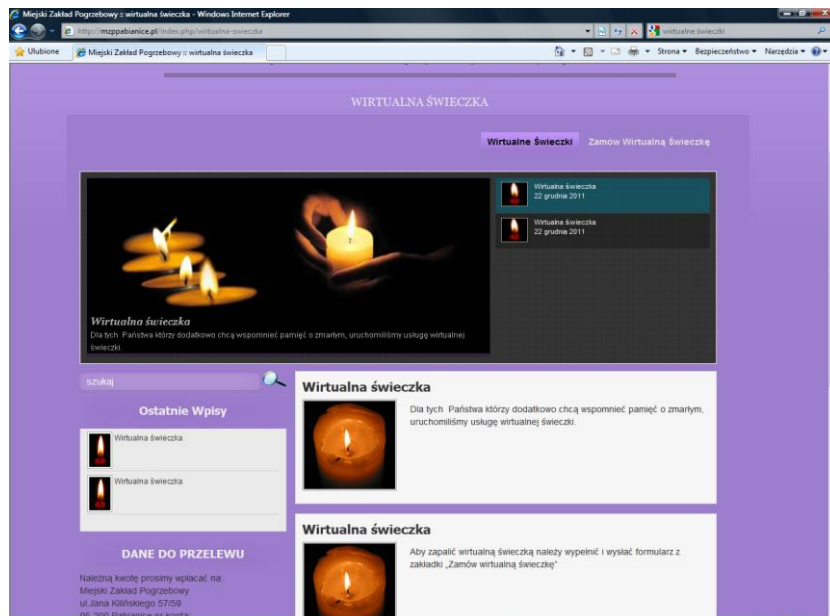 Miejski Zakład Pogrzebowy :: wirtualna świeczka - Windows Internet Explorer
http://mzppabianice.pl/index.php/wirtualna-swieczka
wirtualne świeczki
Ulubione
Miejski Zakład Pogrzebowy :: wirtualna świeczka
Strona
Bezpieczeństwo
Narzędzia
WIRTUALNA ŚWIECZKA
Wirtualne Świeczki
Zamów Wirtualną Świeczkę
Wirtualna świeczka
22 grudnia 2011
Wirtualna świeczka
22 grudnia 2011
Wirtualna świeczka
Dla tych Państwa którzy dodatkowo chcą wspomnieć pamięć o zmarłym, uruchomiliśmy usługę wirtualnej
świeczki.
szukaj
Ostatnie Wpisy
Wirtualna świeczka
Wirtualna świeczka
DANE DO PRZELEWU
Należną kwotę prosimy wpłacać na:
Miejski Zakład Pogrzebowy
ul.Jana Kilińskiego 57/59
95-200 Pabianice nr konta:
Wirtualna świeczka
Dla tych Państwa którzy dodatkowo chcą wspomnieć pamięć o zmarłym,
uruchomiliśmy usługę wirtualnej świeczki.
Wirtualna świeczka
Aby zapalić wirtualną świeczką należy wypełnić i wysłać formularz z
zakładki „Zamów wirtualną świeczkę”